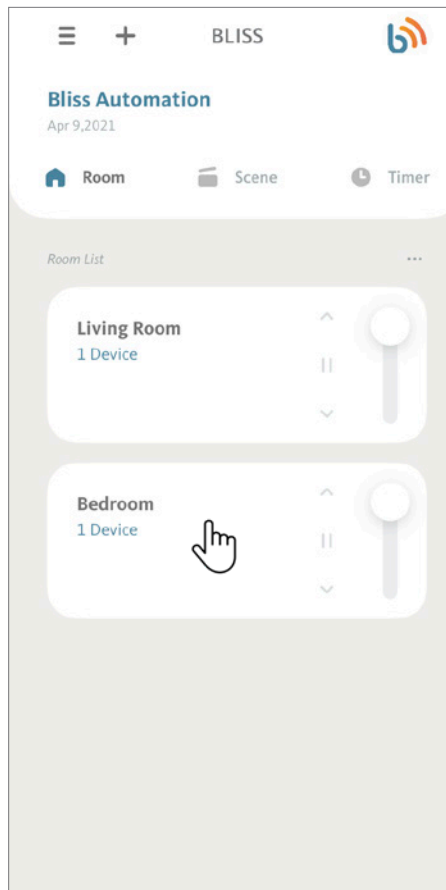 BLISS
Bliss Automation
Apr 9,2021
Room Scene Timer
Room List
Living Room
1 Device
Bedroom
1 Device